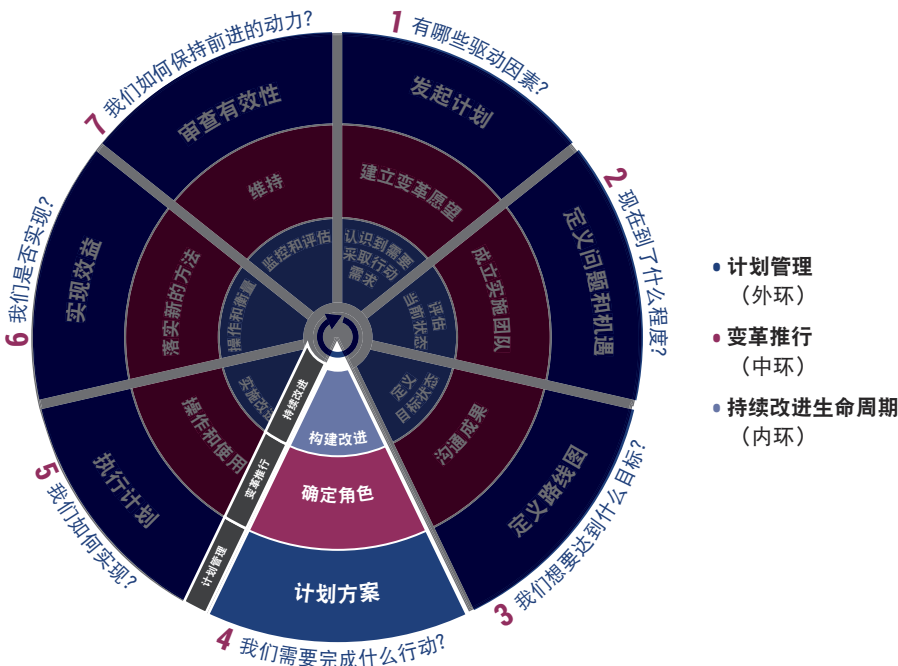 1 有哪些驱动因素?
2 现在到了什么程度?
3 我们想要达到什么目标?
4 我们需要完成什么行动?
5 我们如何实现?
6 我们是否实现?
7 我们如何保持前进的动力?
发起计划
定义问题和机遇
定义路线图
计划方案
执行计划
实现效益
审查有效性
建立变革愿望
成立实施团队
沟通成果
确定角色
操作和使用
落实新的方法
维持
认识到需要
采取行动
需求
评估
当前状态
定义
目标状态
构建改进
实施改进
操作和衡量
监控和评估
持续改进
变革推行
计划管理
计划管理
(外环)
变革推行
(中环)
持续改进生命周期
(内环)